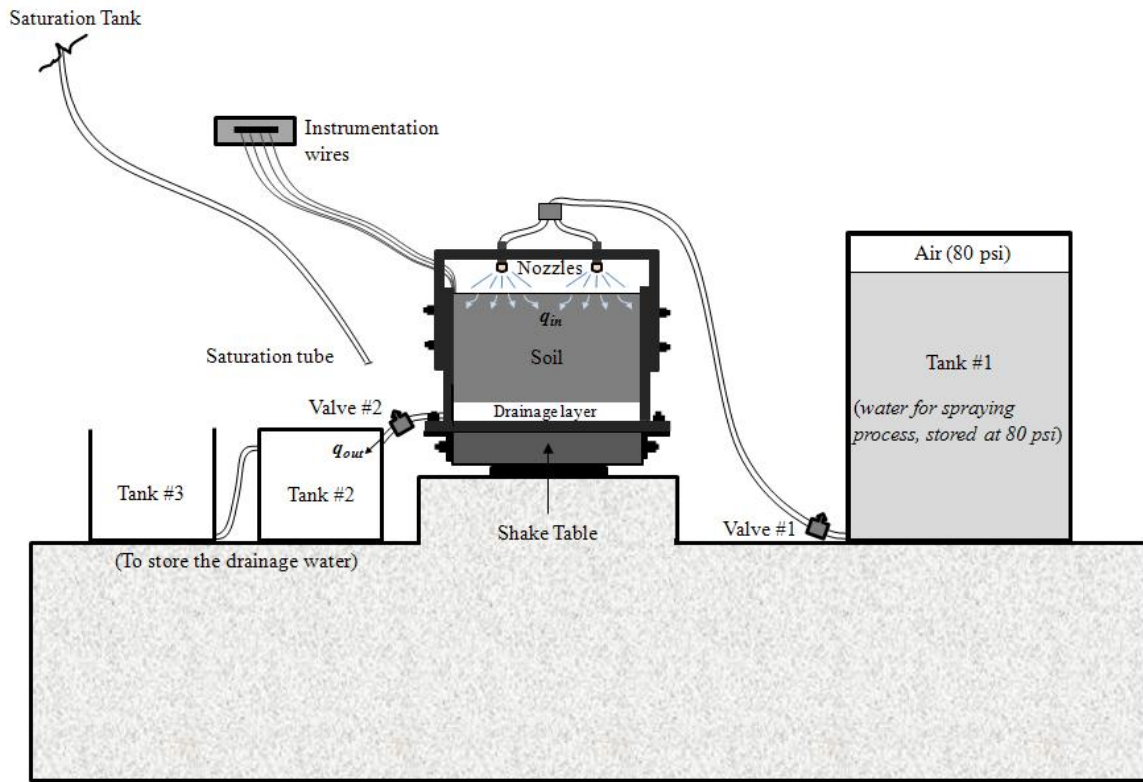 Saturation Tank
Instrumentation
wires
Nozzles
q_in
Soil
Drainage layer
Saturation tube
Valve #2
q_out
Tank #3
Tank #2
(To store the drainage water)
Shake Table
Valve #1
Air (80 psi)
Tank #1
(water for spraying
process, stored at 80 psi)